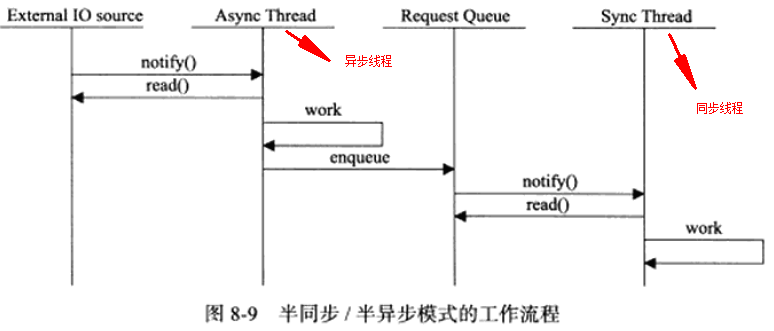 External IO source Async Thread Request Queue Sync Thread
异步线程
notify()
read()
同步线程
work
enqueue
notify()
read()
work
图 8-9 半同步 / 半异步模式的工作流程